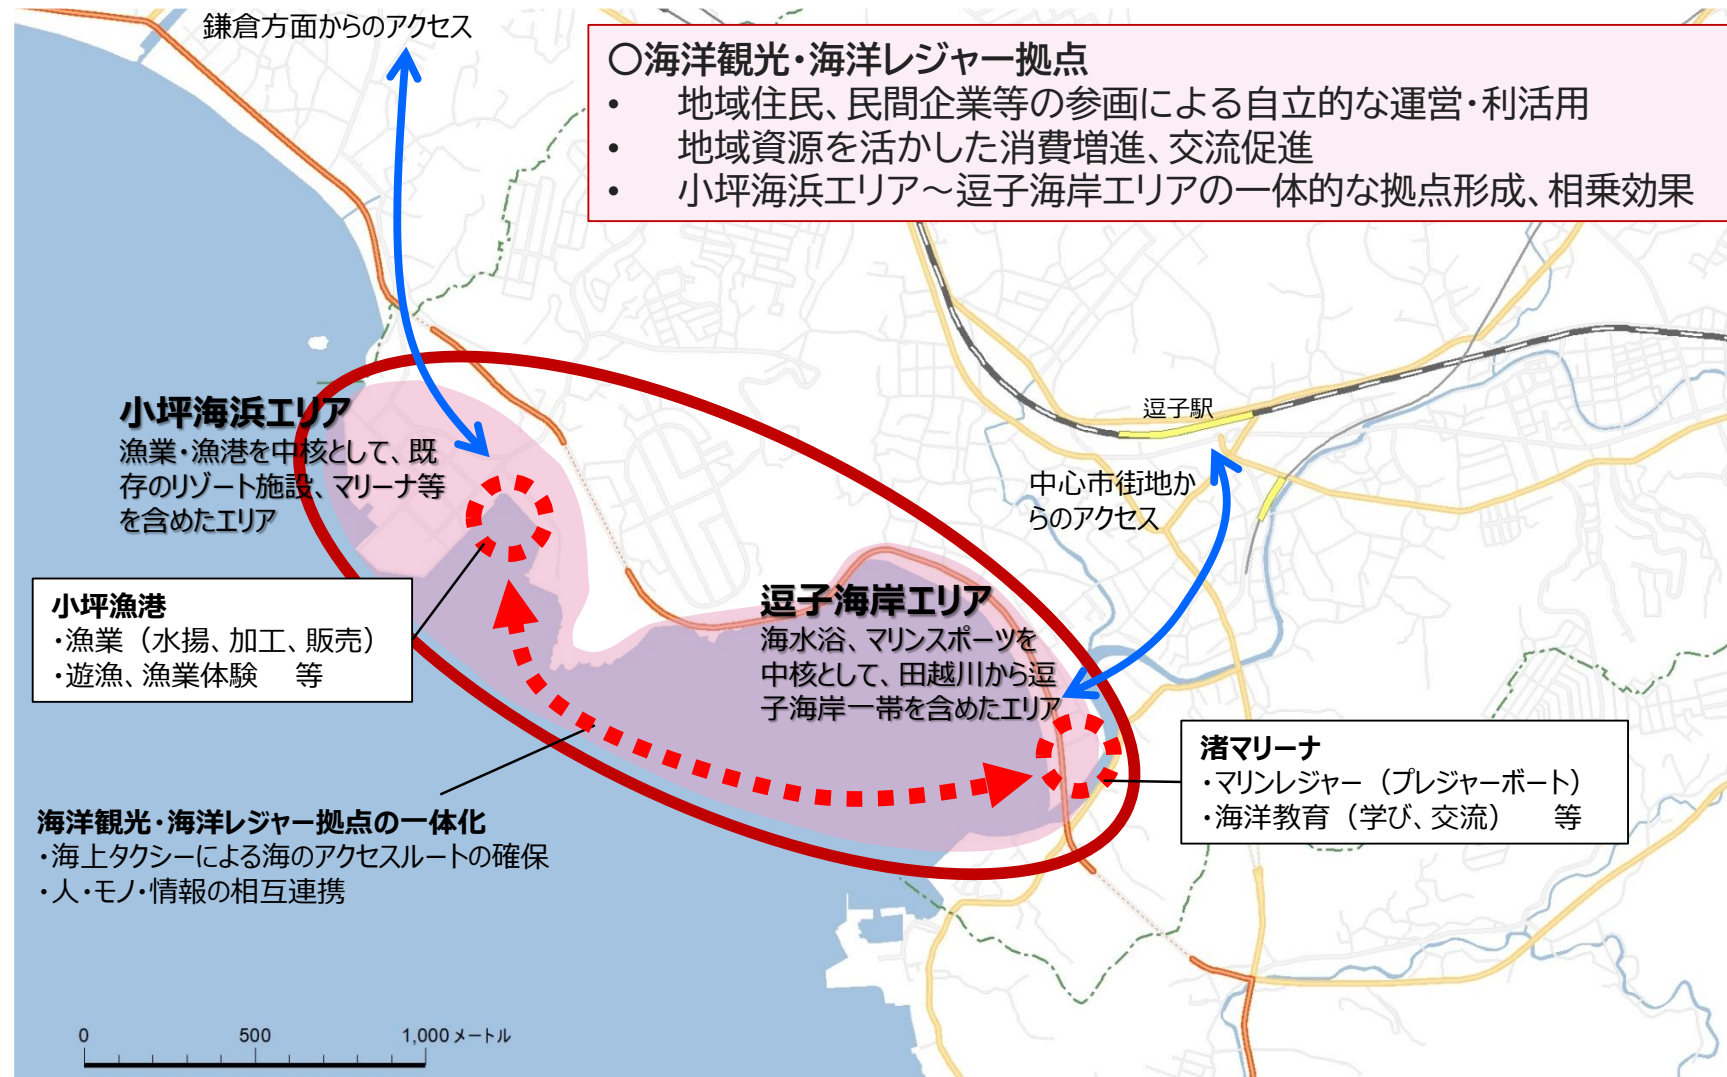 鎌倉方面からのアクセス
〇海洋観光・海洋レジャー拠点
• 地域住民、民間企業等の参画による自立的な運営・利活用
• 地域資源を活かした消費増進、交流促進
• 小坪海浜エリア～逗子海岸エリアの一体的な拠点形成、相乗効果
小坪海浜エリア
漁業・漁港を中核として、既
存のリゾート施設、マリーナ等
を含めたエリア
逗子駅
中心市街地か
らのアクセス
小坪漁港
・漁業（水揚、加工、販売）
・遊漁、漁業体験　等
逗子海岸エリア
海水浴、マリンスポーツを
中核として、田越川から逗
子海岸一帯を含めたエリア
渚マリーナ
・マリンレジャー（プレジャーボート）
・海洋教育（学び、交流）　等
海洋観光・海洋レジャー拠点の一体化
・海上タクシーによる海のアクセスルートの確保
・人・モノ・情報の相互連携
0 500 1,000 メートル